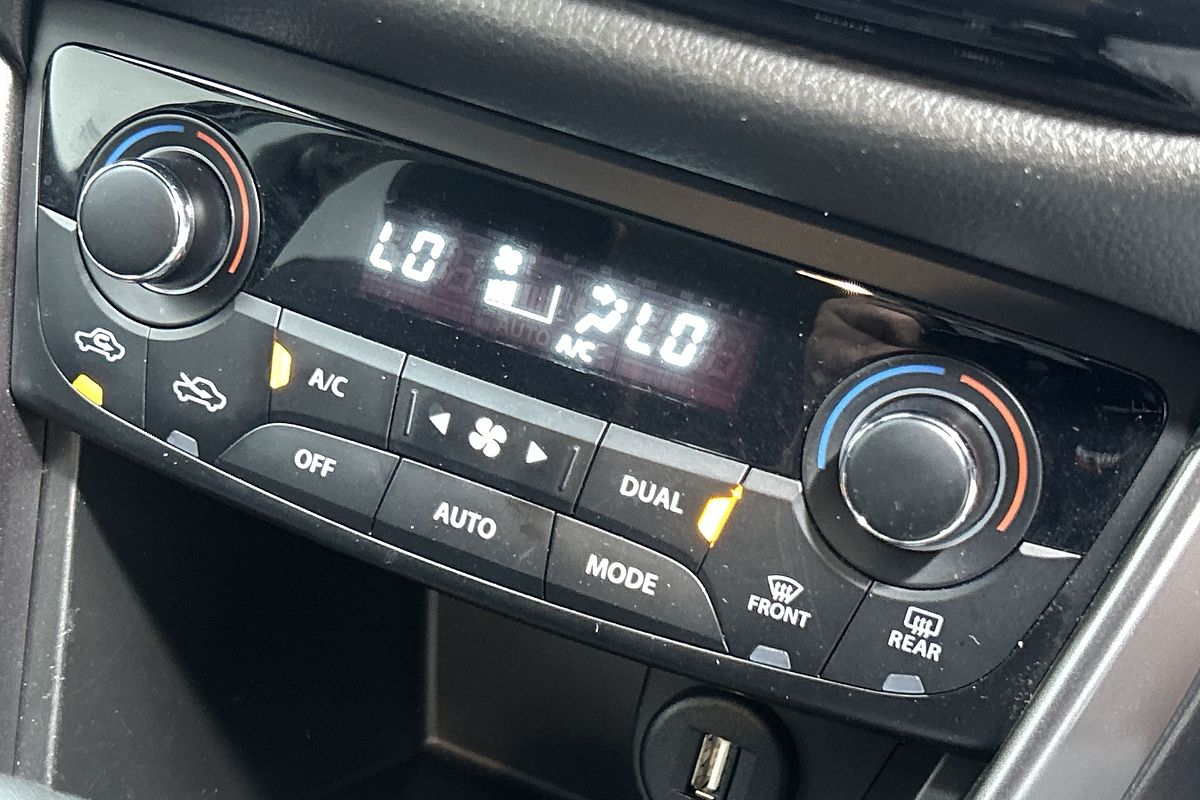 LO
LO
AUTO
A/C
A/C
OFF
AUTO
DUAL
MODE
FRONT
REAR